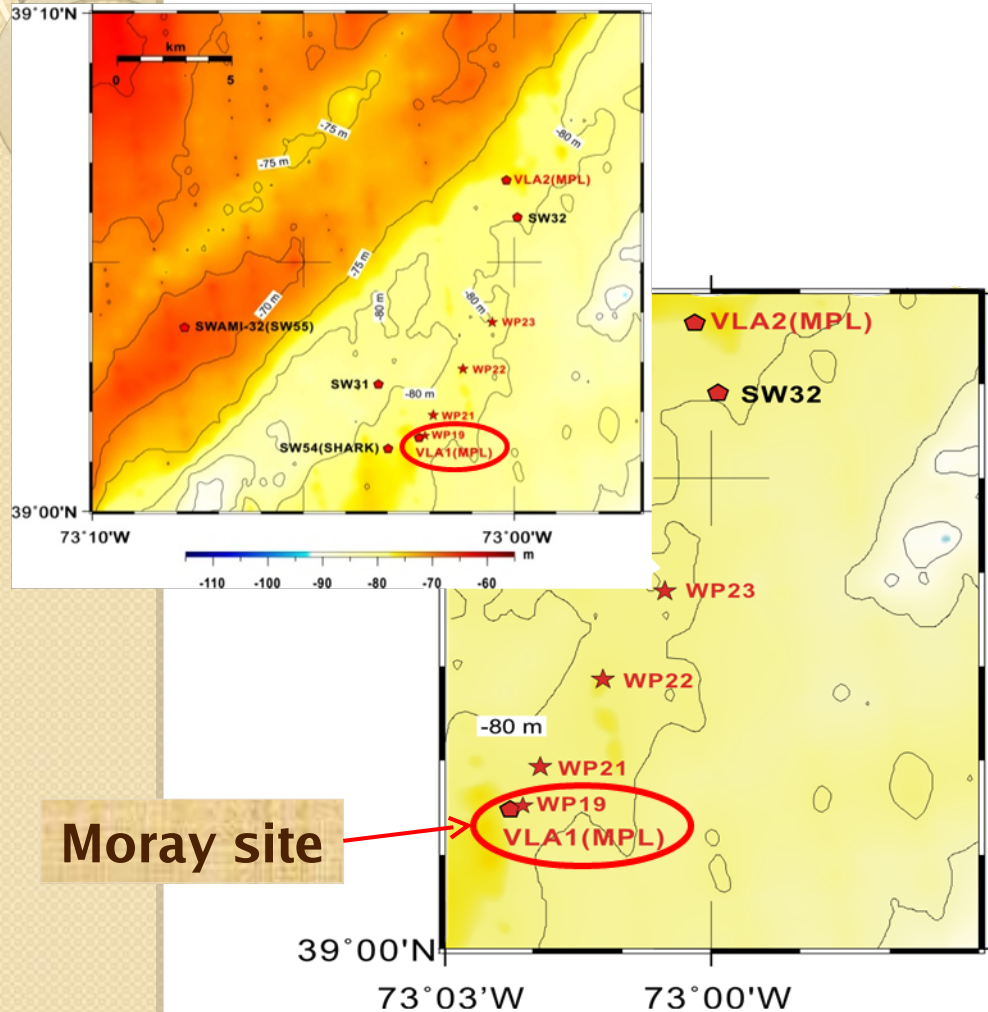 39°10'N
km
0 5
-75 m
-80 m
-75 m
VLA2(MPL)
SW32
-75 m
-70 m
-80 m
-80 m
SWAMI-32(SW55)
WP23
WP22
SW31
-80 m
WP21
WP19
SW54(SHARK)
VLA1(MPL)
39°00'N
73°10'W 73°00'W
m
-110 -100 -90 -80 -70 -60
VLA2(MPL)
SW32
WP23
WP22
-80 m
WP21
WP19
VLA1(MPL)
Moray site
39°00'N
73°03'W 73°00'W